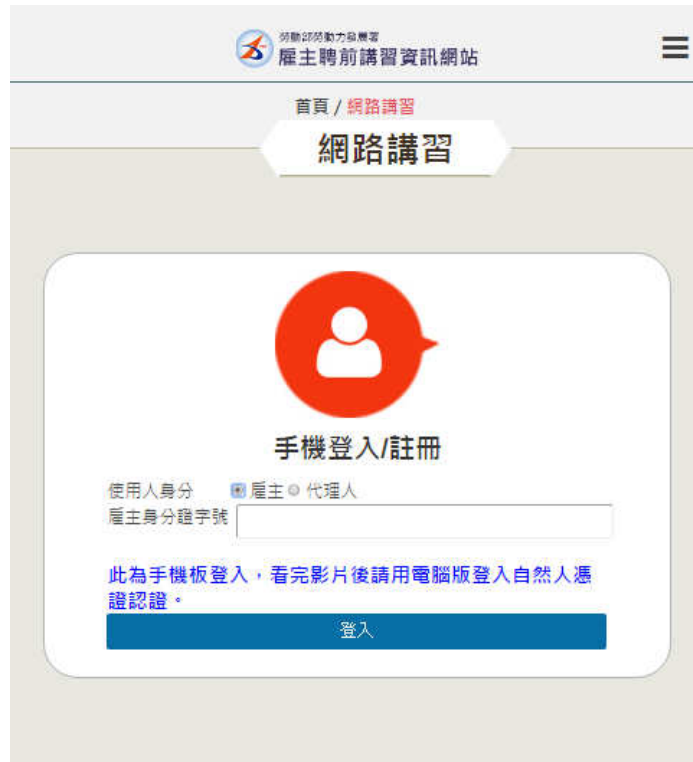 勞動部勞動力發展署
雇主聘前講習資訊網站
首頁 / 網路講習
網路講習
手機登入/註冊
使用人身分 雇主 代理人
雇主身分證字號
此為手機板登入，看完影片後請用電腦版登入自然人憑
證認證。
登入